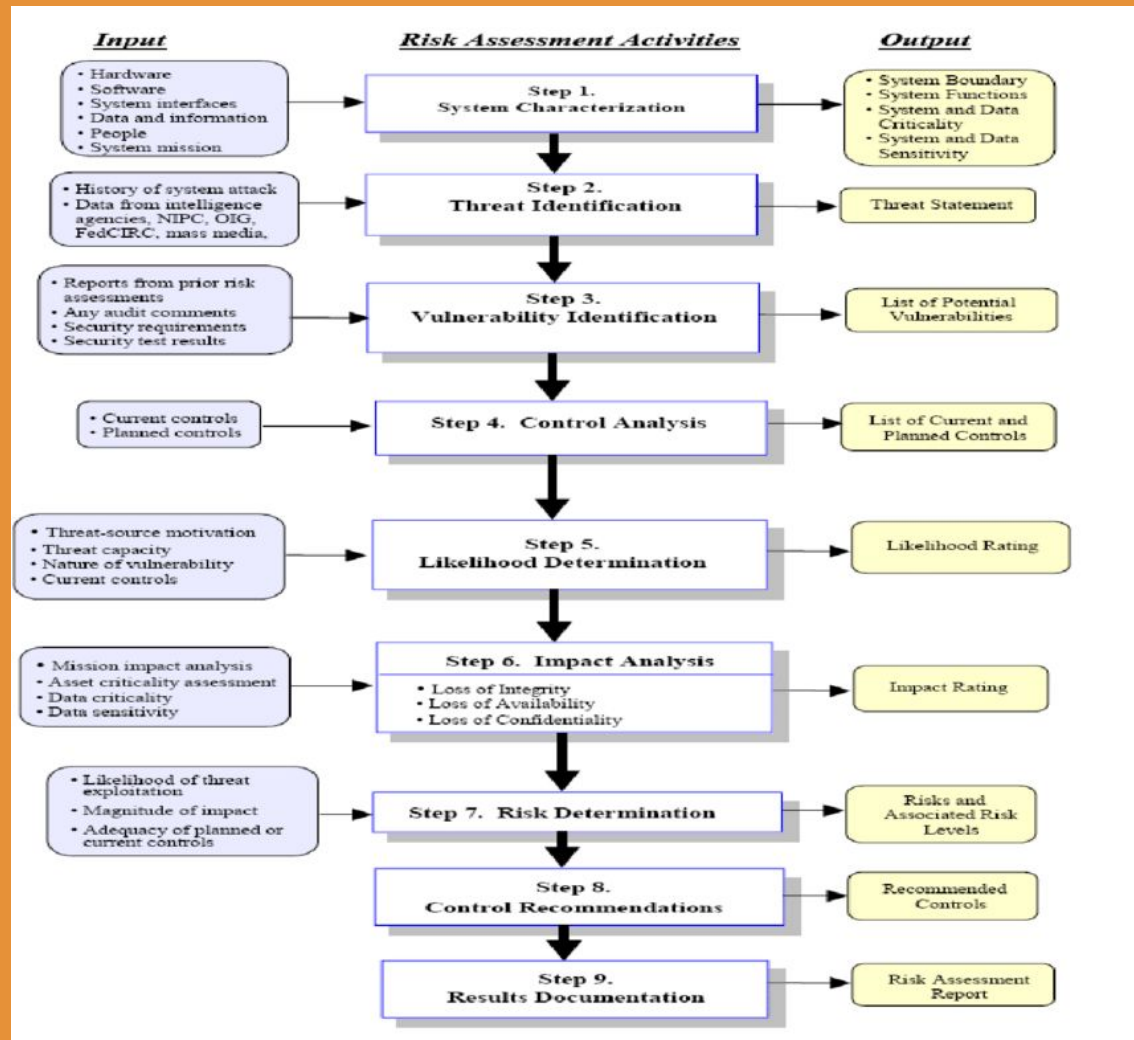 Input
Risk Assessment Activities
Output
• Hardware
• Software
• System interfaces
• Data and information
• People
• System mission
Step 1.
System Characterization
• System Boundary
• System Functions
• System and Data
Criticality
• System and Data
Sensitivity
• History of system attack
• Data from intelligence
agencies, NIPC, OIG,
FedCIRC, mass media,
Step 2.
Threat Identification
Threat Statement
• Reports from prior risk
assessments
• Any audit comments
• Security requirements
• Security test results
Step 3.
Vulnerability Identification
List of Potential
Vulnerabilities
• Current controls
• Planned controls
Step 4. Control Analysis
List of Current and
Planned Controls
• Threat-source motivation
• Threat capacity
• Nature of vulnerability
• Current controls
Step 5.
Likelihood Determination
Likelihood Rating
• Mission impact analysis
• Asset criticality assessment
• Data criticality
• Data sensitivity
Step 6. Impact Analysis
• Loss of Integrity
• Loss of Availability
• Loss of Confidentiality
Impact Rating
• Likelihood of threat
exploitation
• Magnitude of impact
• Adequacy of planned or
current controls
Step 7. Risk Determination
Risks and
Associated Risk
Levels
Step 8.
Control Recommendations
Recommended
Controls
Step 9.
Results Documentation
Risk Assessment
Report